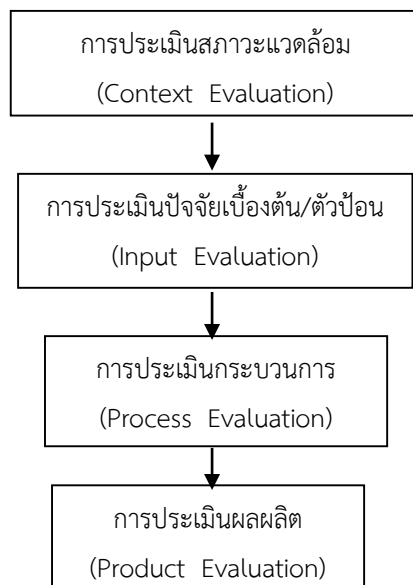 การประเมินสภาวะแวดล้อม
(Context Evaluation)
การประเมินปัจจัยเบื้องต้น/ตัวป้อน
(Input Evaluation)
การประเมินกระบวนการ
(Process Evaluation)
การประเมินผลผลิต
(Product Evaluation)